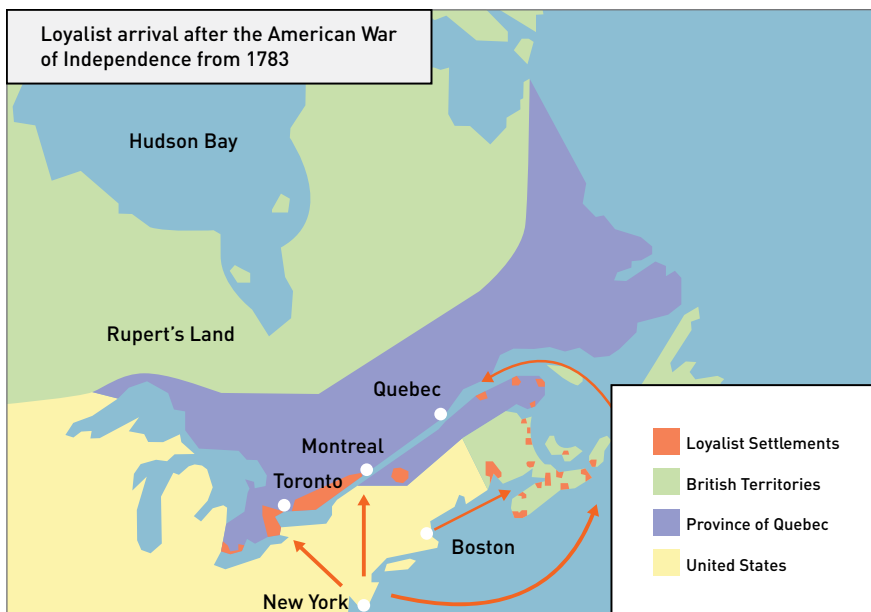 Loyalist arrival after the American War
of Independence from 1783
Hudson Bay
Rupert's Land
Quebec
Montreal
Toronto
Boston
New York
Loyalist Settlements
British Territories
Province of Quebec
United States